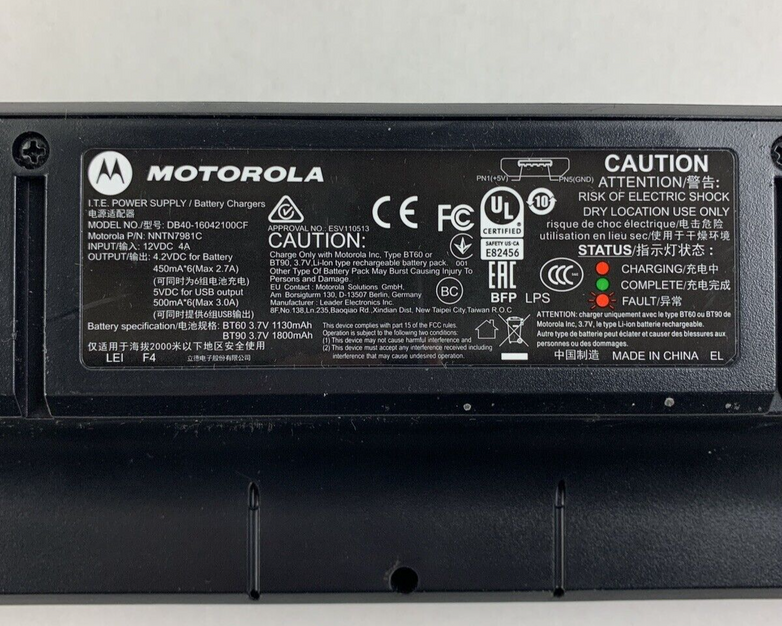 MOTOROLA
I.T.E. POWER SUPPLY / Battery Chargers
电源适配器
MODEL NO./型号: DB40-16042100CF
Motorola P/N: NNTN7981C
INPUT/输入: 12VDC 4A
OUTPUT/输出: 4.2VDC for Battery
450mA*6(Max 2.7A)
(可同时为6组电池充电)
5VDC for USB output
500mA*6(Max 3.0A)
(可同时提供6组USB输出)
Battery specification/电池规格: BT60 3.7V 1130mAh
BT90 3.7V 1800mAh
仅适用于海拔2000米以下地区安全使用
LEI F4 立德电子股份有限公司
APPROVAL NO.: ESV110513
CAUTION:
Charge Only with Motorola Inc, Type BT60 or
BT90, 3.7V,Li-Ion type rechargeable battery pack.
Other Type Of Battery Pack May Burst Causing Injury To
Persons and Damage.
EU Contact : Motorola Solutions GmbH,
Am Borsigturm 130, D-13507 Berlin, Germany
Manufacturer : Leader Electronics Inc.
8F,No.138,Ln.235,Baoqiao Rd.,Xindian Dist, New Taipei City,Taiwan R.O.C
This device complies with part 15 of the FCC rules.
Operation is subject to the following two conditions:
(1) This device may not cause harmful interference and
(2) This device must accept any interference received including
interference that may cause undesired operation.
CE
FC
001
BC
PN1(+5V) PN5(GND)
UL
CERTIFIED
SAFETY US-CA
E82456
10
EAC
BFP LPS
CCC
CAUTION
ATTENTION/警告:
RISK OF ELECTRIC SHOCK
DRY LOCATION USE ONLY
risque de choc électrique/电击危险
utilisation en lieu sec/使用于干燥环境
STATUS/指示灯状态:
CHARGING/充电中
COMPLETE/充电完成
FAULT/异常
ATTENTION: charger uniquement avec le type BT60 ou BT90 de
Motorola Inc, 3.7V, le type Li-Ion batterie rechargeable.
Autre type de batterie peut éclater et causer des blessures aux
personnes ou des dommages.
中国制造 MADE IN CHINA EL